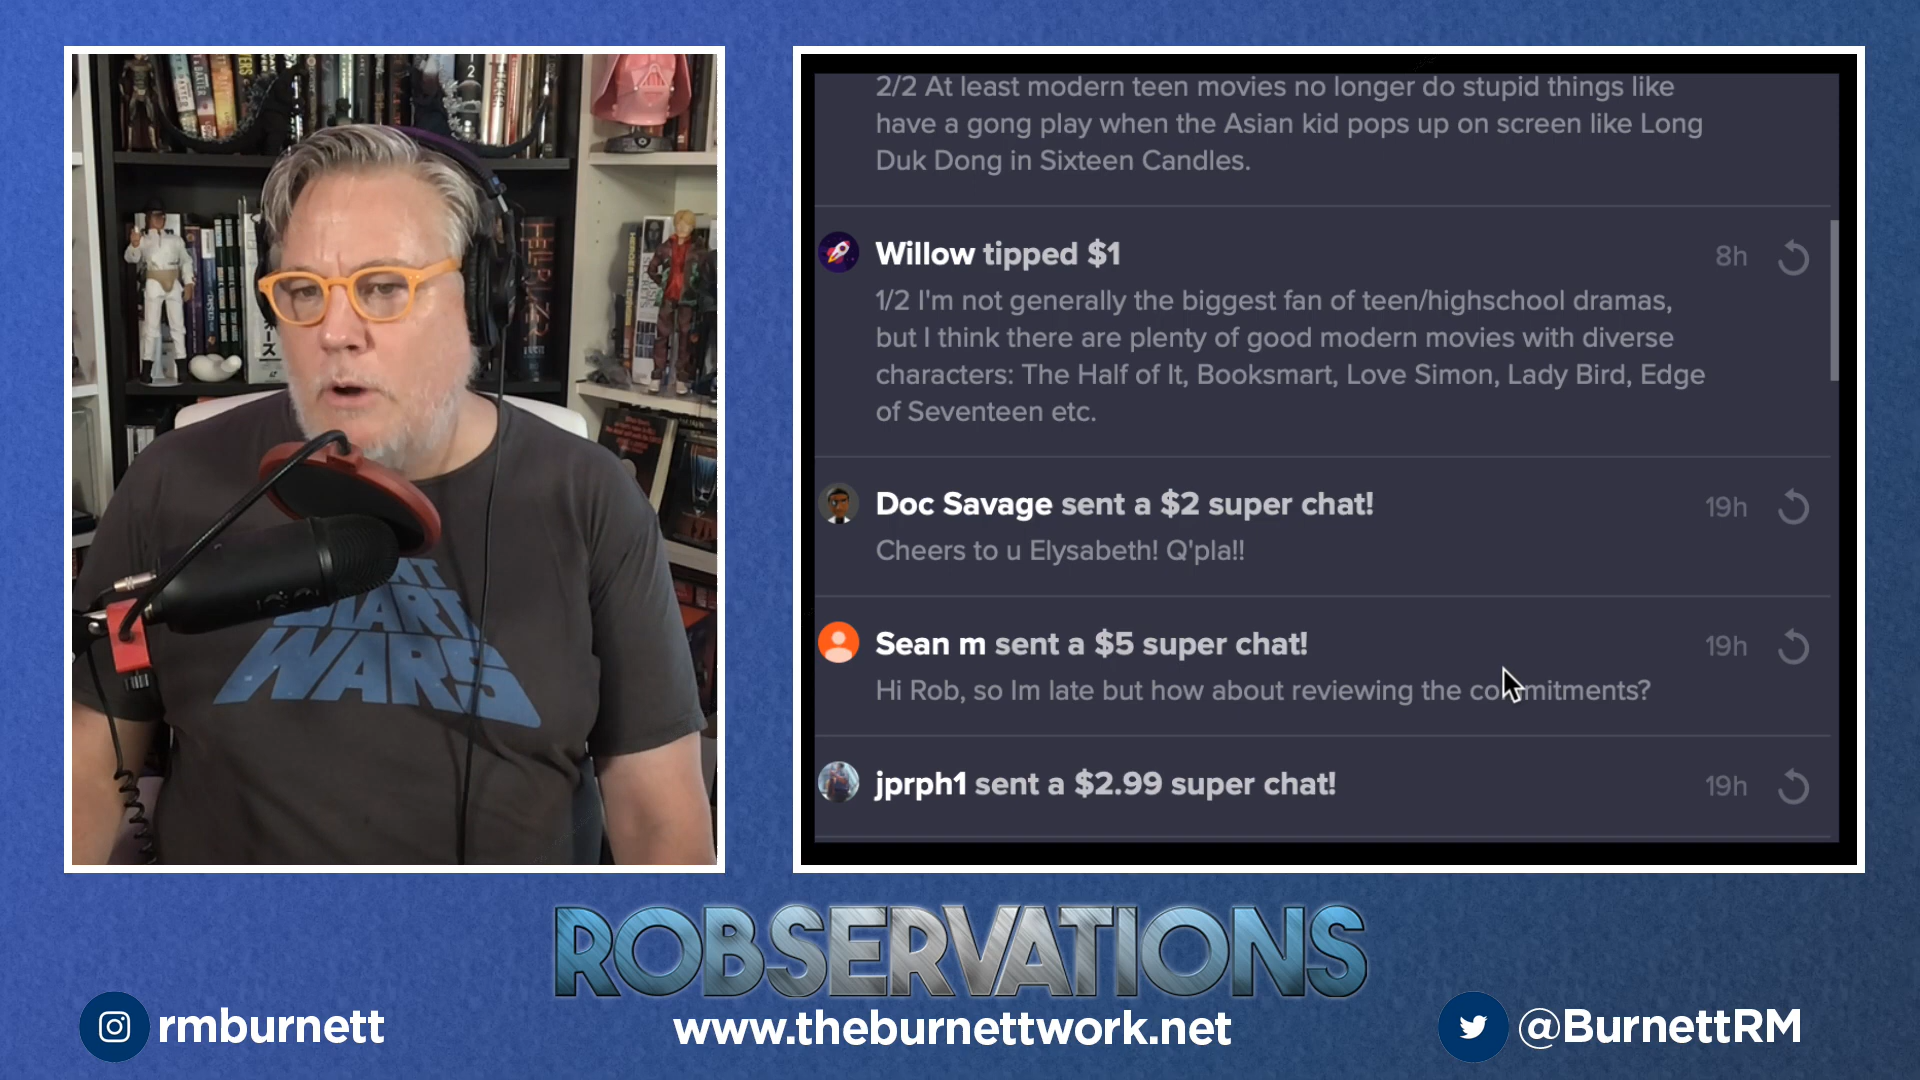 2/2 At least modern teen movies no longer do stupid things like
have a gong play when the Asian kid pops up on screen like Long
Duk Dong in Sixteen Candles.
Willow tipped $1
8h
1/2 I'm not generally the biggest fan of teen/highschool dramas,
but I think there are plenty of good modern movies with diverse
characters: The Half of It, Booksmart, Love Simon, Lady Bird, Edge
of Seventeen etc.
Doc Savage sent a $2 super chat!
19h
Cheers to u Elysabeth! Q'pla!!
Sean m sent a $5 super chat!
19h
Hi Rob, so Im late but how about reviewing the commitments?
jprph1 sent a $2.99 super chat!
19h
HELLBLAZER
WARS
ROBSERVATIONS
rmburnett
www.theburnettwork.net
@BurnettRM